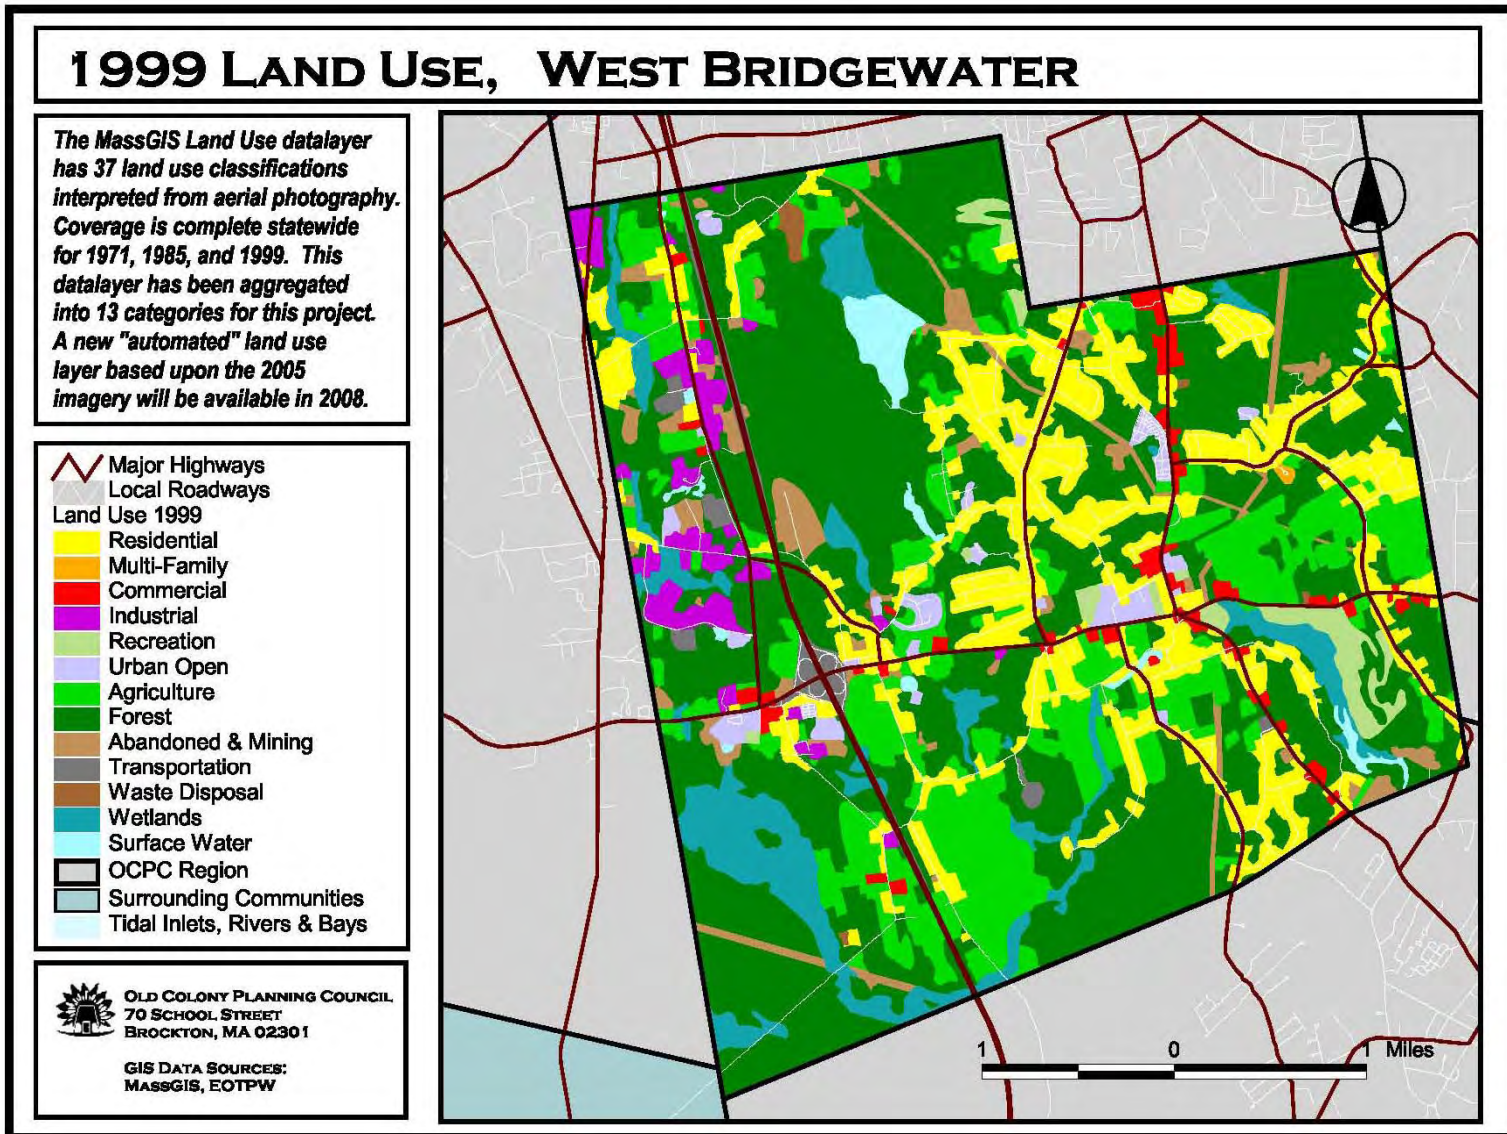 1999 LAND USE, WEST BRIDGEWATER
The MassGIS Land Use datalayer
has 37 land use classifications
interpreted from aerial photography.
Coverage is complete statewide
for 1971, 1985, and 1999. This
datalayer has been aggregated
into 13 categories for this project.
A new "automated" land use
layer based upon the 2005
imagery will be available in 2008.
Major Highways
Local Roadways
Land Use 1999
Residential
Multi-Family
Commercial
Industrial
Recreation
Urban Open
Agriculture
Forest
Abandoned & Mining
Transportation
Waste Disposal
Wetlands
Surface Water
OCPC Region
Surrounding Communities
Tidal Inlets, Rivers & Bays
OLD COLONY PLANNING COUNCIL
70 SCHOOL STREET
BROCKTON, MA 02301
GIS DATA SOURCES:
MASSGIS, EOTPW
1 0 1 Miles